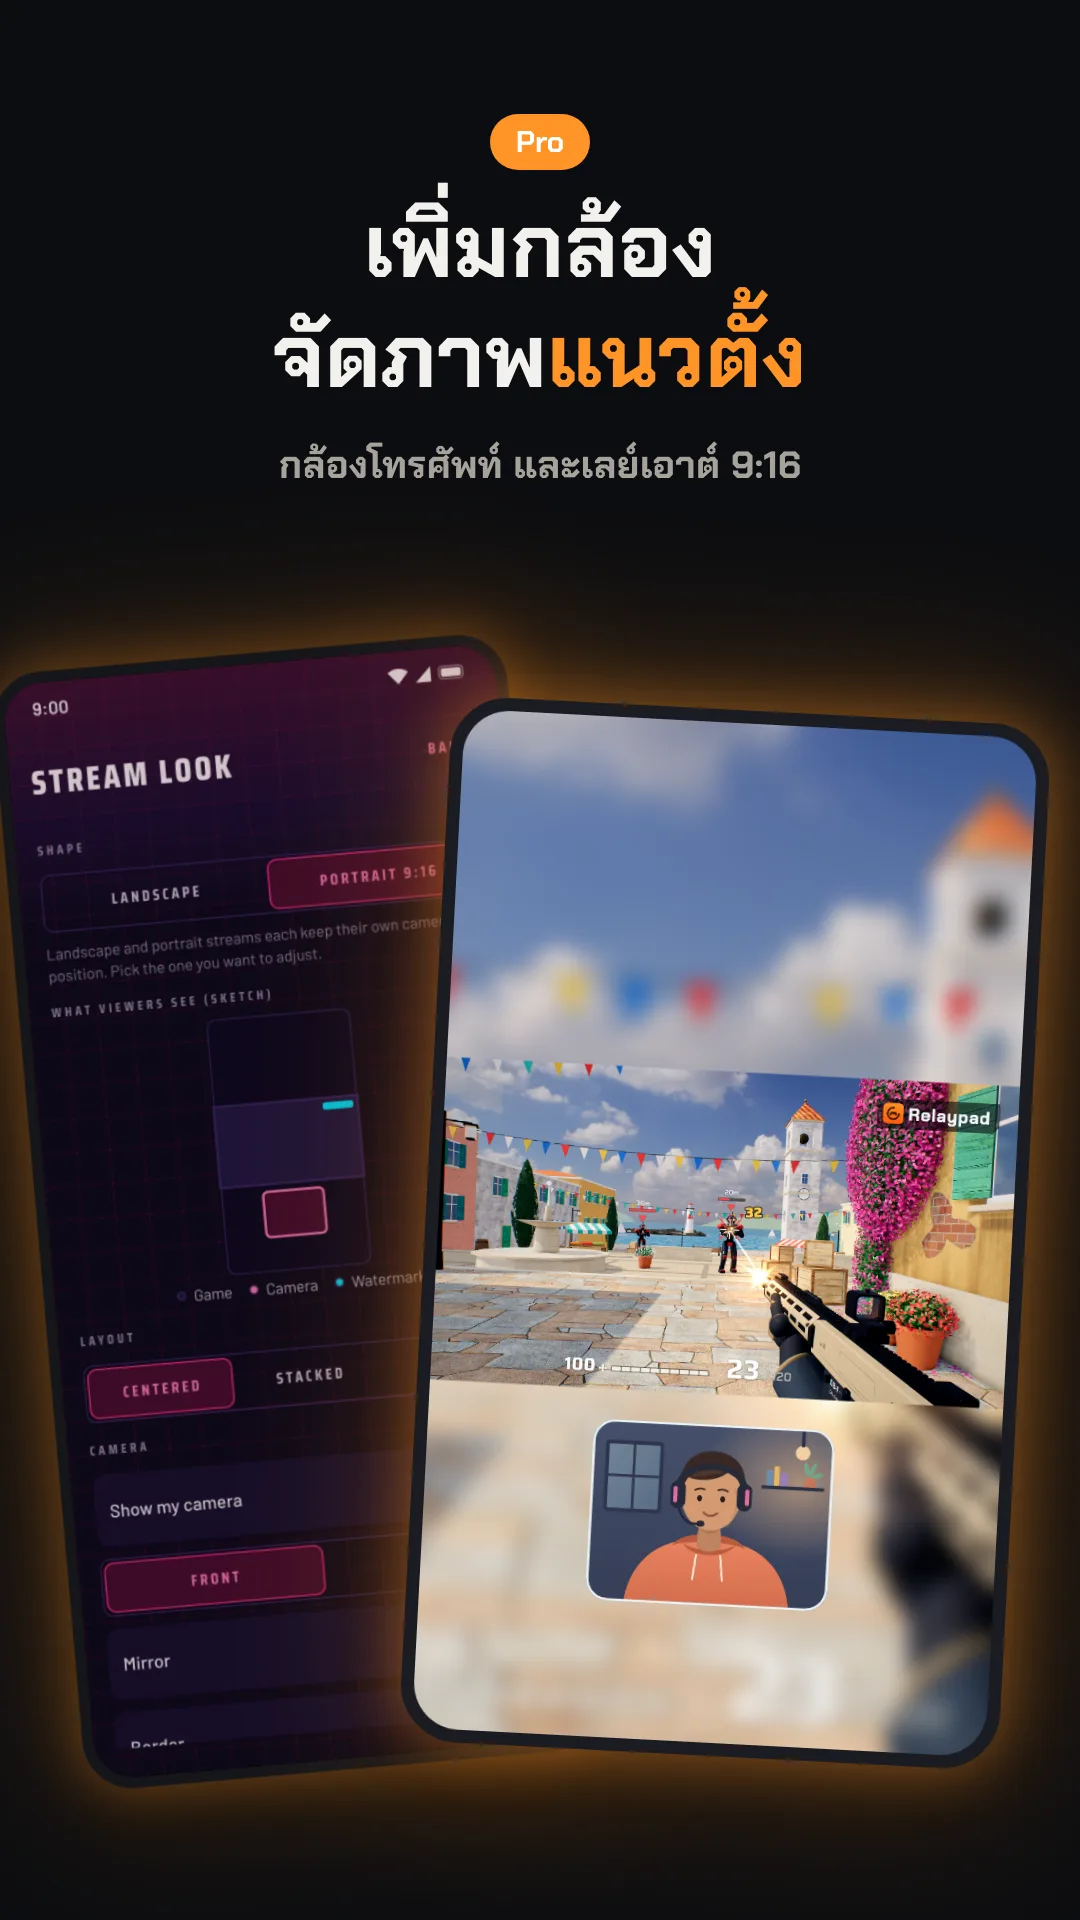 Pro
เพิ่มกล้อง
จัดภาพแนวตั้ง
กล้องโทรศัพท์ และเลย์เอาต์ 9:16
9:00
STREAM LOOK
SHAPE
LANDSCAPE
PORTRAIT 9:16
Landscape and portrait streams each keep their own
position. Pick the one you want to adjust.
WHAT VIEWERS SEE (SKETCH)
Game
Camera
Watermark
LAYOUT
CENTERED
STACKED
CAMERA
Show my camera
FRONT
Mirror
Border
Relaypad
32
100
23
20